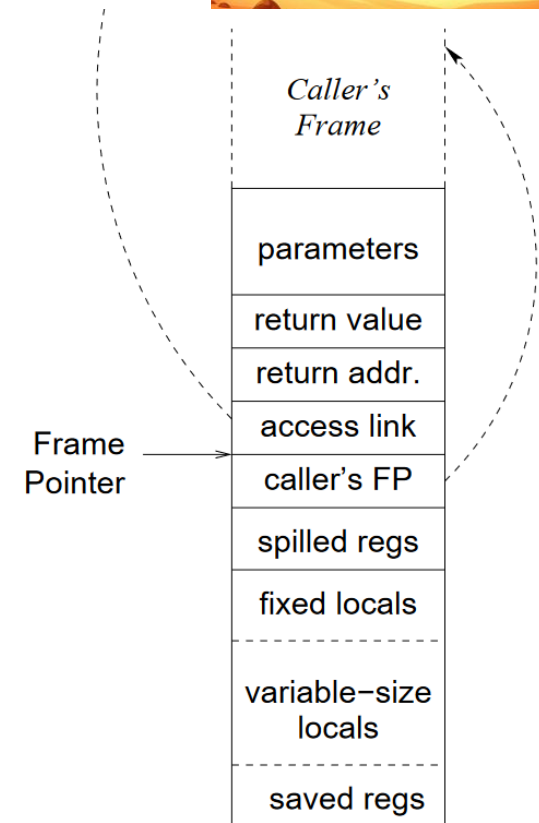 Caller's
Frame
parameters
return value
return addr.
access link
Frame
Pointer
caller's FP
spilled regs
fixed locals
variable−size
locals
saved regs